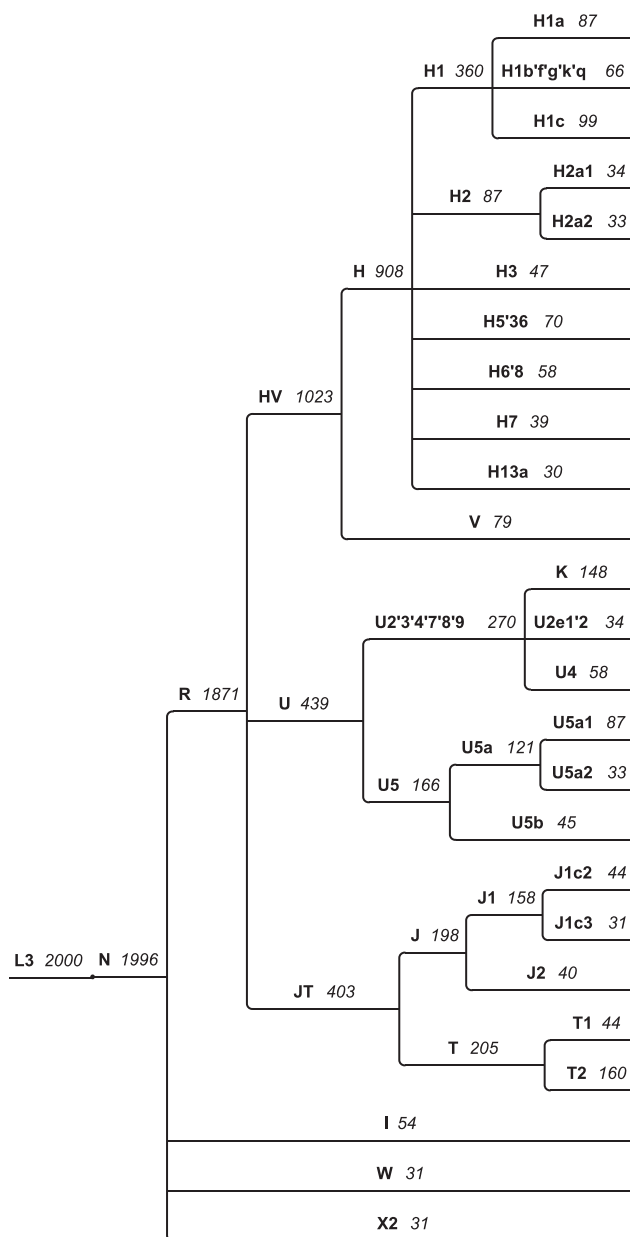 H1a 87
H1 360
H1b'f'g'k'q 66
H1c 99
H2a1 34
H2 87
H2a2 33
H 908
H3 47
H5'36 70
H6'8 58
HV 1023
H7 39
H13a 30
V 79
K 148
U2'3'4'7'8'9 270
U2e1'2 34
U4 58
R 1871
U 439
U5a1 87
U5a 121
U5a2 33
U5 166
U5b 45
J1c2 44
J1 158
J1c3 31
J 198
L3 2000
N 1996
J2 40
JT 403
T1 44
T 205
T2 160
I 54
W 31
X2 31